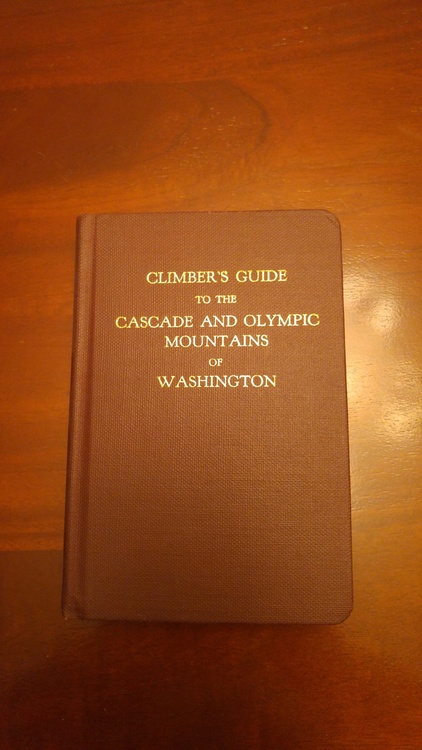 CLIMBER'S GUIDE
TO THE
CASCADE AND OLYMPIC
MOUNTAINS
OF
WASHINGTON